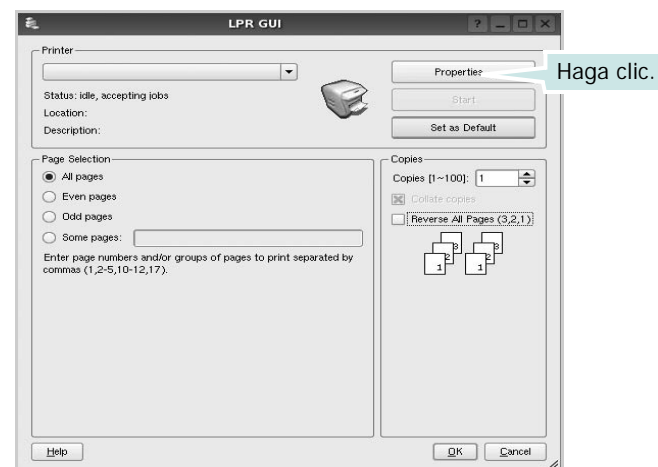 LPR GUI
Printer
Properties
Haga clic.
Status: idle, accepting jobs
Start
Location:
Description:
Set as Default
Page Selection
All pages
Even pages
Odd pages
Some pages:
Enter page numbers and/or groups of pages to print separated by
commas (1,2-5,10-12,17).
Copies
Copies [1~100]: 1
Collate copies
Reverse All Pages (3,2,1)
3 3
2 2
1 1
Help
OK
Cancel